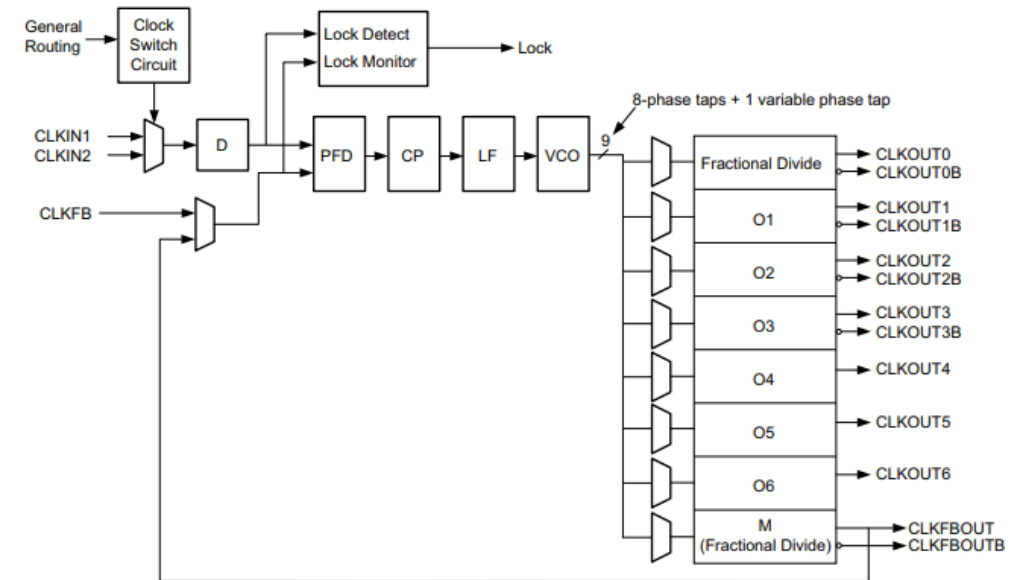 General
Routing
Clock
Switch
Circuit
Lock Detect
Lock Monitor
Lock
CLKIN1
CLKIN2
D
PFD
CP
LF
VCO
9
8-phase taps + 1 variable phase tap
CLKFB
Fractional Divide
CLKOUT0
CLKOUT0B
O1
CLKOUT1
CLKOUT1B
O2
CLKOUT2
CLKOUT2B
O3
CLKOUT3
CLKOUT3B
O4
CLKOUT4
O5
CLKOUT5
O6
CLKOUT6
M
(Fractional Divide)
CLKFBOUT
CLKFBOUTB